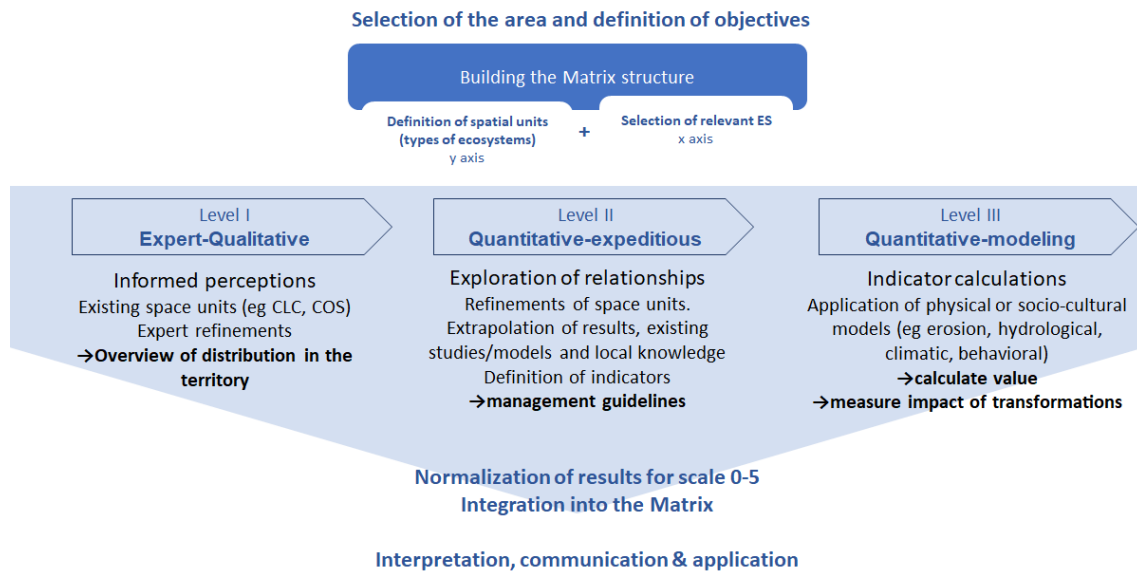 Selection of the area and definition of objectives
Building the Matrix structure
Definition of spatial units
(types of ecosystems)
y axis
+
Selection of relevant ES
x axis
Level I
Expert-Qualitative
Informed perceptions
Existing space units (eg CLC, COS)
Expert refinements
→Overview of distribution in the
territory
Level II
Quantitative-expeditious
Exploration of relationships
Refinements of space units.
Extrapolation of results, existing
studies/models and local knowledge
Definition of indicators
→management guidelines
Level III
Quantitative-modeling
Indicator calculations
Application of physical or socio-cultural
models (eg erosion, hydrological,
climatic, behavioral)
→calculate value
→measure impact of transformations
Normalization of results for scale 0-5
Integration into the Matrix
Interpretation, communication & application